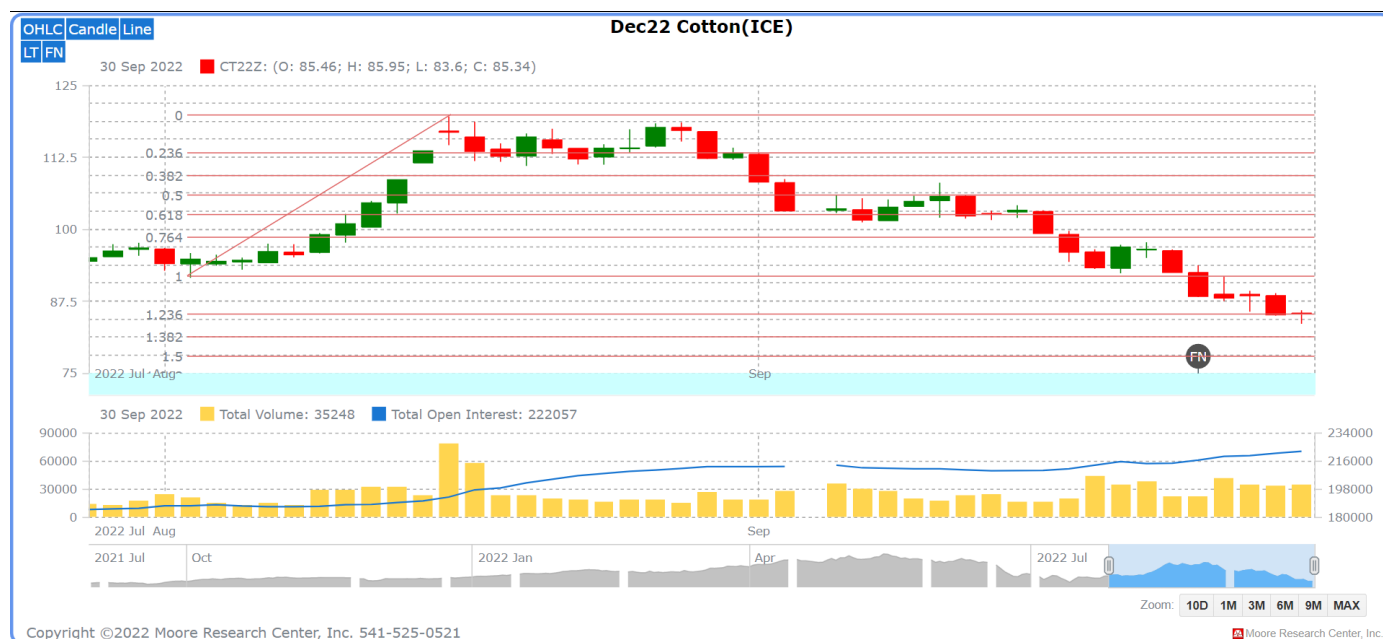 Dec22 Cotton(ICE)
OHLC Candle Line
LT FN
30 Sep 2022 CT22Z: (O: 85.46; H: 85.95; L: 83.6; C: 85.34)
125
0
0.236
112.5
0.382
0.5
0.618
100
0.764
1
87.5
1.236
1.382
1.5
FN
75
2022 Jul Aug Sep
30 Sep 2022 Total Volume: 35248 Total Open Interest: 222057
90000 234000
60000 216000
30000 198000
0 180000
2022 Jul Aug Sep
2021 Jul Oct 2022 Jan Apr 2022 Jul
Zoom: 10D 1M 3M 6M 9M MAX
Copyright ©2022 Moore Research Center, Inc. 541-525-0521
Moore Research Center, Inc.